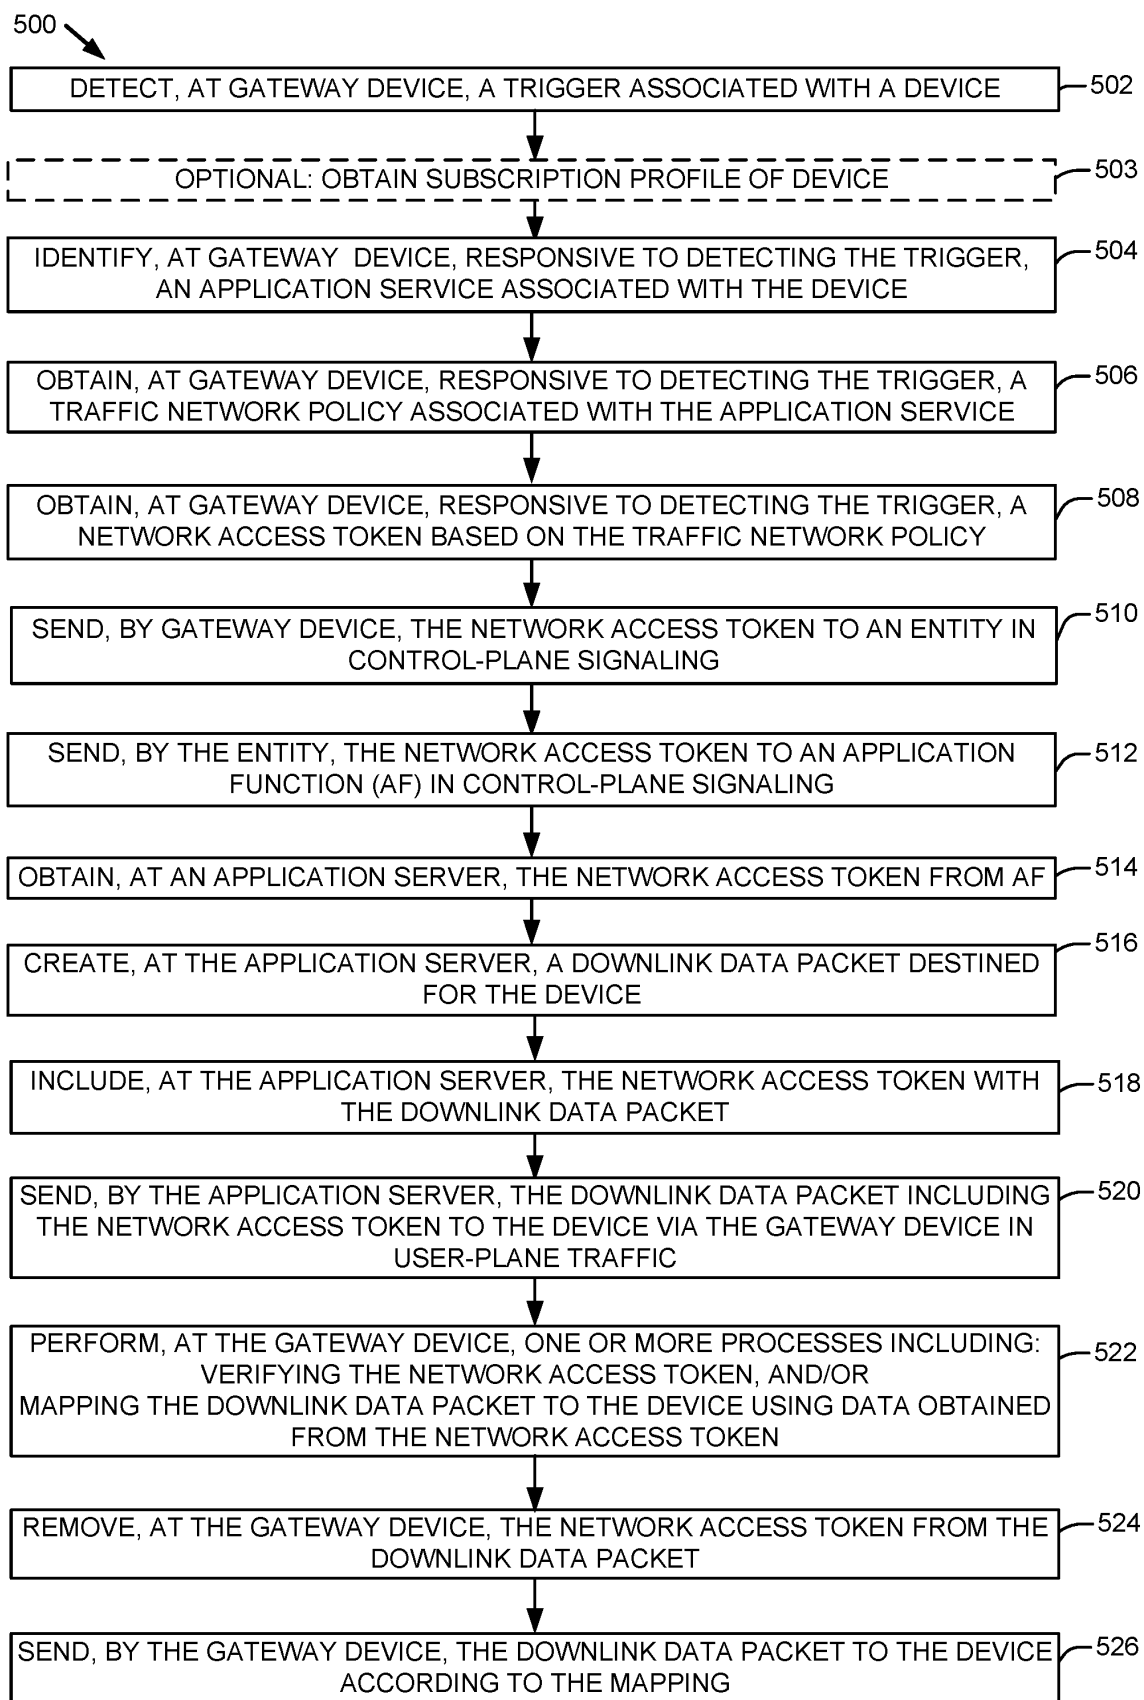 500
DETECT, AT GATEWAY DEVICE, A TRIGGER ASSOCIATED WITH A DEVICE
502
OPTIONAL: OBTAIN SUBSCRIPTION PROFILE OF DEVICE
503
IDENTIFY, AT GATEWAY DEVICE, RESPONSIVE TO DETECTING THE TRIGGER,
AN APPLICATION SERVICE ASSOCIATED WITH THE DEVICE
504
OBTAIN, AT GATEWAY DEVICE, RESPONSIVE TO DETECTING THE TRIGGER, A
TRAFFIC NETWORK POLICY ASSOCIATED WITH THE APPLICATION SERVICE
506
OBTAIN, AT GATEWAY DEVICE, RESPONSIVE TO DETECTING THE TRIGGER, A
NETWORK ACCESS TOKEN BASED ON THE TRAFFIC NETWORK POLICY
508
SEND, BY GATEWAY DEVICE, THE NETWORK ACCESS TOKEN TO AN ENTITY IN
CONTROL-PLANE SIGNALING
510
SEND, BY THE ENTITY, THE NETWORK ACCESS TOKEN TO AN APPLICATION
FUNCTION (AF) IN CONTROL-PLANE SIGNALING
512
OBTAIN, AT AN APPLICATION SERVER, THE NETWORK ACCESS TOKEN FROM AF
514
CREATE, AT THE APPLICATION SERVER, A DOWNLINK DATA PACKET DESTINED
FOR THE DEVICE
516
INCLUDE, AT THE APPLICATION SERVER, THE NETWORK ACCESS TOKEN WITH
THE DOWNLINK DATA PACKET
518
SEND, BY THE APPLICATION SERVER, THE DOWNLINK DATA PACKET INCLUDING
THE NETWORK ACCESS TOKEN TO THE DEVICE VIA THE GATEWAY DEVICE IN
USER-PLANE TRAFFIC
520
PERFORM, AT THE GATEWAY DEVICE, ONE OR MORE PROCESSES INCLUDING:
VERIFYING THE NETWORK ACCESS TOKEN, AND/OR
MAPPING THE DOWNLINK DATA PACKET TO THE DEVICE USING DATA OBTAINED
FROM THE NETWORK ACCESS TOKEN
522
REMOVE, AT THE GATEWAY DEVICE, THE NETWORK ACCESS TOKEN FROM THE
DOWNLINK DATA PACKET
524
SEND, BY THE GATEWAY DEVICE, THE DOWNLINK DATA PACKET TO THE DEVICE
ACCORDING TO THE MAPPING
526